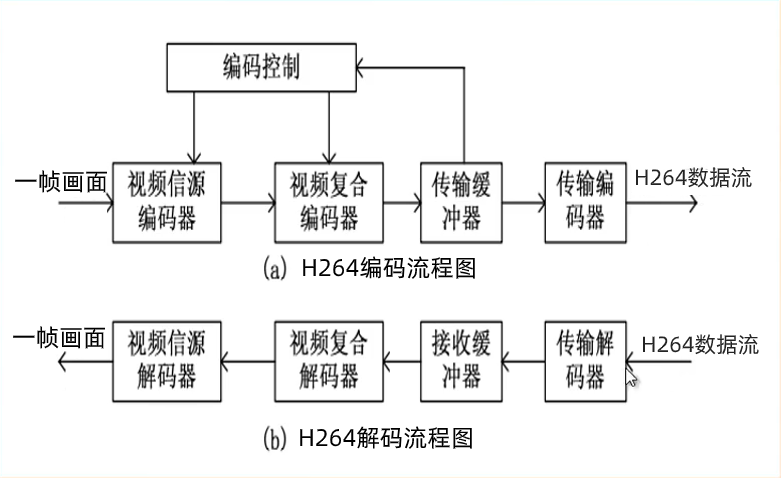 编码控制
一帧画面
视频信源
编码器
视频复合
编码器
传输缓
冲器
传输编
码器
H264数据流
(a) H264编码流程图
一帧画面
视频信源
解码器
视频复合
解码器
接收缓
冲器
传输解
码器
H264数据流
(b) H264解码流程图